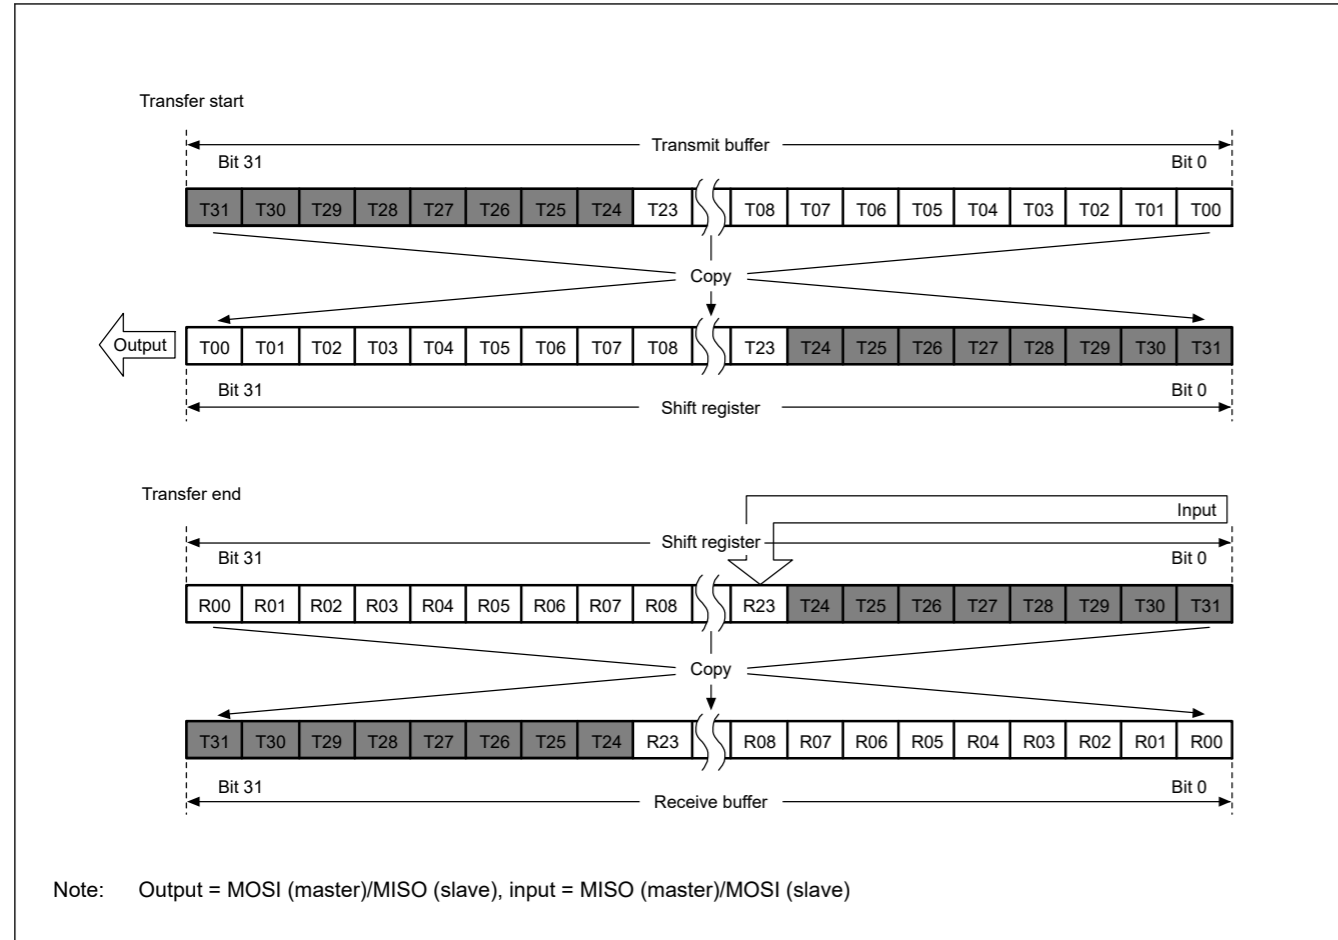 Transfer start
Transmit buffer
Bit 31 Bit 0
T31 T30 T29 T28 T27 T26 T25 T24 T23 T08 T07 T06 T05 T04 T03 T02 T01 T00
Copy
Output T00 T01 T02 T03 T04 T05 T06 T07 T08 T23 T24 T25 T26 T27 T28 T29 T30 T31
Bit 31 Bit 0
Shift register
Transfer end
Input
Shift register
Bit 31 Bit 0
R00 R01 R02 R03 R04 R05 R06 R07 R08 R23 T24 T25 T26 T27 T28 T29 T30 T31
Copy
T31 T30 T29 T28 T27 T26 T25 T24 R23 R08 R07 R06 R05 R04 R03 R02 R01 R00
Bit 31 Bit 0
Receive buffer
Note: Output = MOSI (master)/MISO (slave), input = MISO (master)/MOSI (slave)